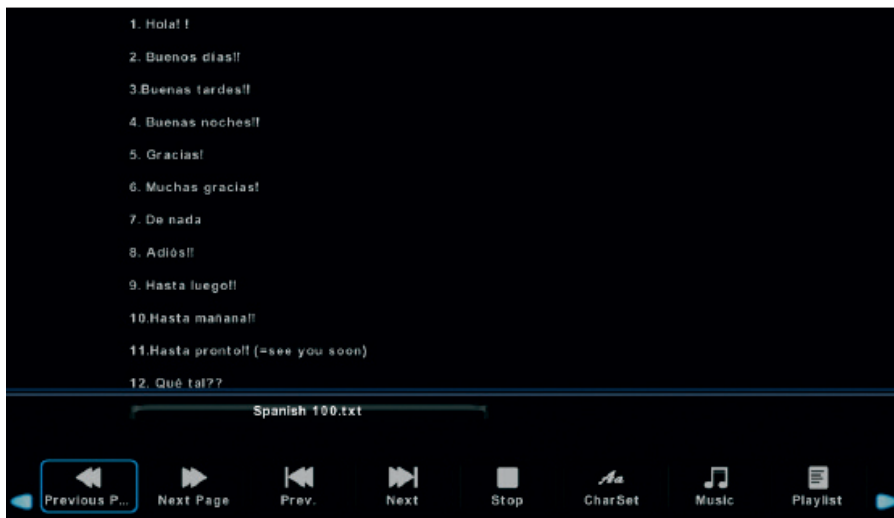 1. Hola! !
2. Buenos días!!
3.Buenas tardes!!
4. Buenas noches!!
5. Gracias!
6. Muchas gracias!
7. De nada
8. Adiós!!
9. Hasta luego!!
10.Hasta mañana!!
11.Hasta pronto!! (=see you soon)
12. Qué tal??
Spanish 100.txt
Previous P... Next Page Prev. Next Stop CharSet Music Playlist